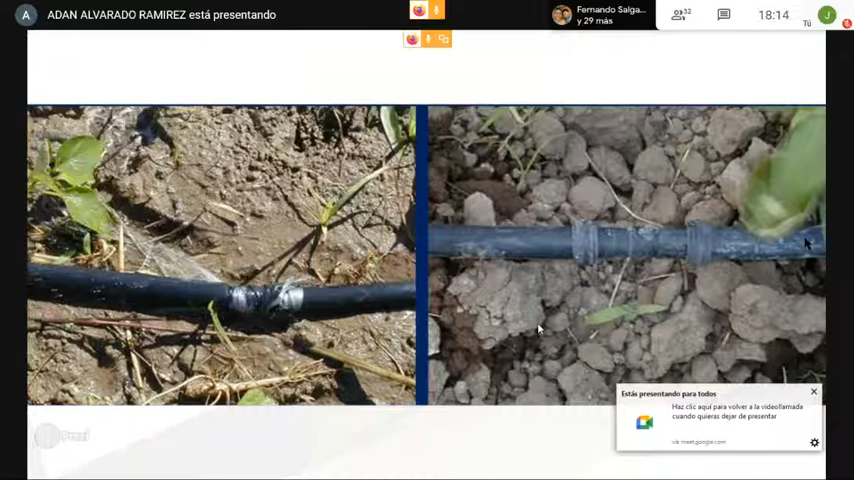 A ADAN ALVARADO RAMIREZ está presentando
Fernando Salga...
y 29 más
32
18:14
Tú
J
Estás presentando para todos
Haz clic aquí para volver a la videollamada
cuando quieras dejar de presentar
vía meet.google.com